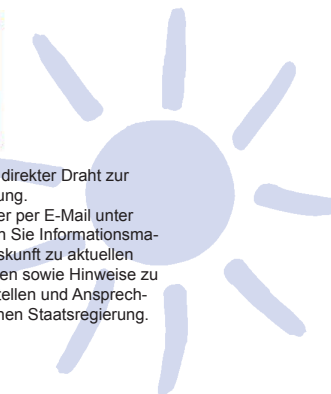 direkter Draht zur
ung.
er per E-Mail unter
n Sie Informationsma-
skunft zu aktuellen
en sowie Hinweise zu
tellen und Ansprech-
hen Staatsregierung.